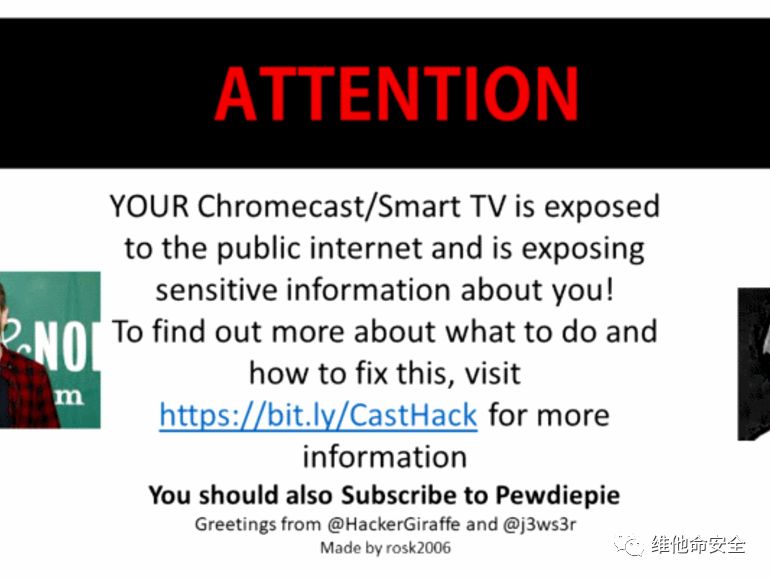 ATTENTION
YOUR Chromecast/Smart TV is exposed
to the public internet and is exposing
sensitive information about you!
To find out more about what to do and
how to fix this, visit
https://bit.ly/CastHack for more
information
You should also Subscribe to Pewdiepie
Greetings from @HackerGiraffe and @j3ws3r
Made by rosk2006
维他命安全